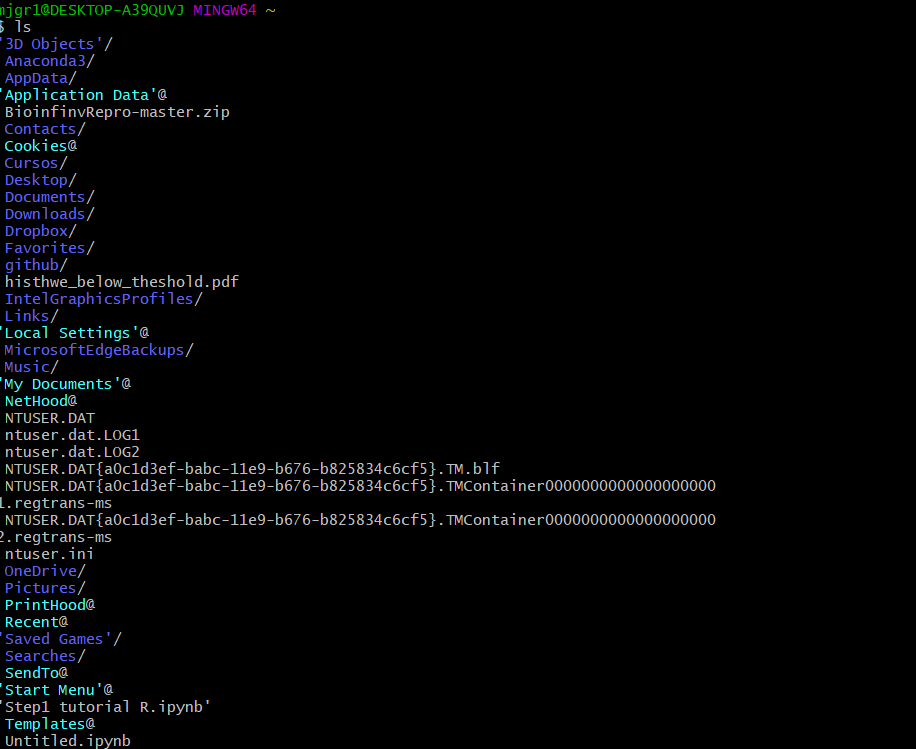 mjgr1@DESKTOP-A39QUVJ MINGW64 ~
$ ls
'3D Objects'/
Anaconda3/
AppData/
'Application Data'@
BioinfinvRepro-master.zip
Contacts/
Cookies@
Cursos/
Desktop/
Documents/
Downloads/
Dropbox/
Favorites/
github/
histhwe_below_theshold.pdf
IntelGraphicsProfiles/
Links/
'Local Settings'@
MicrosoftEdgeBackups/
Music/
'My Documents'@
NetHood@
NTUSER.DAT
ntuser.dat.LOG1
ntuser.dat.LOG2
NTUSER.DAT{a0c1d3ef-babc-11e9-b676-b825834c6cf5}.TM.blf
NTUSER.DAT{a0c1d3ef-babc-11e9-b676-b825834c6cf5}.TMContainer0000000000000000000
1.regtrans-ms
NTUSER.DAT{a0c1d3ef-babc-11e9-b676-b825834c6cf5}.TMContainer0000000000000000000
2.regtrans-ms
ntuser.ini
OneDrive/
Pictures/
PrintHood@
Recent@
'Saved Games'/
Searches/
SendTo@
'Start Menu'@
'Step1 tutorial R.ipynb'
Templates@
Untitled.ipynb